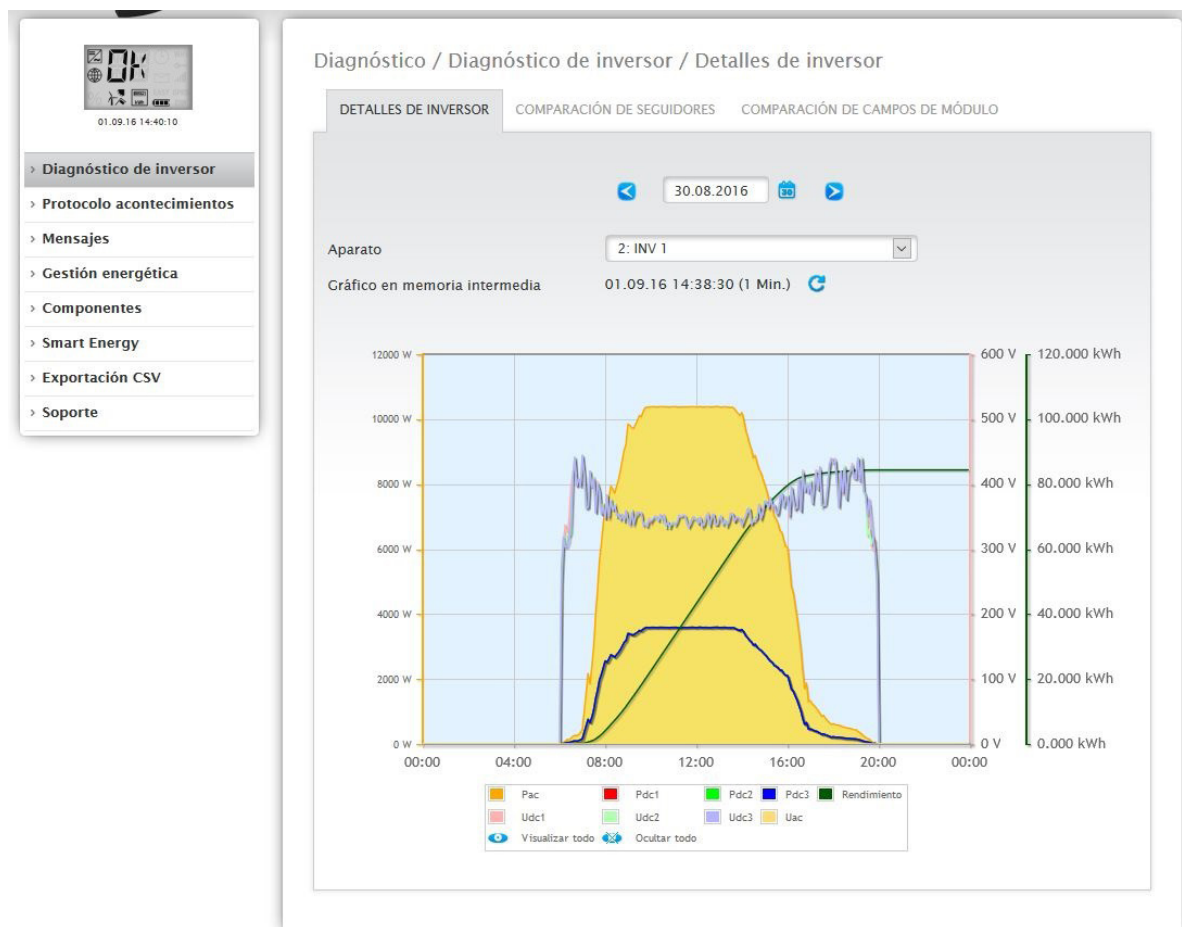 OK
01.09.16 14:40:10
Diagnóstico de inversor
Protocolo acontecimientos
Mensajes
Gestión energética
Componentes
Smart Energy
Exportación CSV
Soporte
Diagnóstico / Diagnóstico de inversor / Detalles de inversor
DETALLES DE INVERSOR COMPARACIÓN DE SEGUIDORES COMPARACIÓN DE CAMPOS DE MÓDULO
30.08.2016 30
Aparato 2: INV 1
Gráfico en memoria intermedia 01.09.16 14:38:30 (1 Min.)
12000 W 600 V 120.000 kWh
10000 W 500 V 100.000 kWh
8000 W 400 V 80.000 kWh
6000 W 300 V 60.000 kWh
4000 W 200 V 40.000 kWh
2000 W 100 V 20.000 kWh
0 W 0 V 0.000 kWh
00:00 04:00 08:00 12:00 16:00 20:00 00:00
Pac Pdc1 Pdc2 Pdc3 Rendimiento
Udc1 Udc2 Udc3 Uac
Visualizar todo Ocultar todo